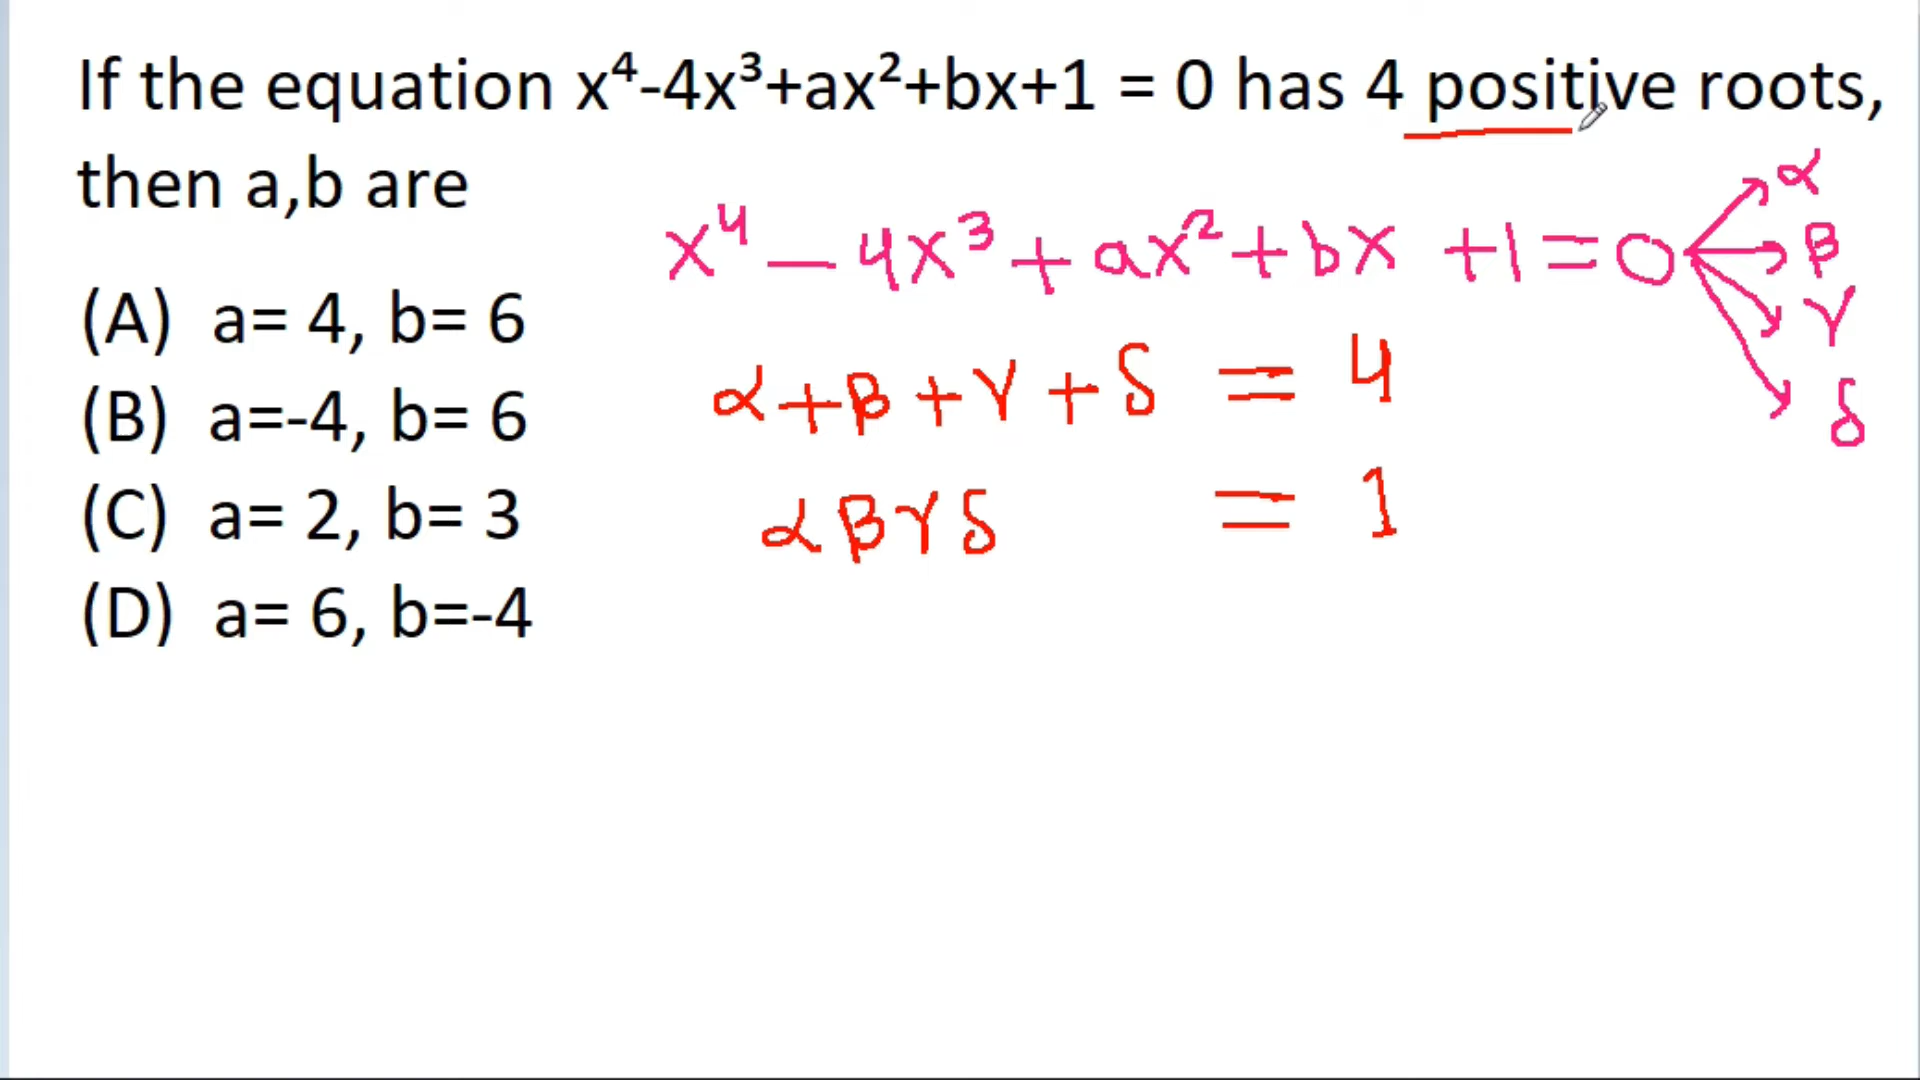 If the equation x⁴-4x³+ax²+bx+1 = 0 has 4 positive roots,
then a,b are
(A) a= 4, b= 6
(B) a=-4, b= 6
(C) a= 2, b= 3
(D) a= 6, b=-4
x⁴ - 4x³ + ax² + bx + 1 = 0
α
β
γ
δ
α + β + γ + δ = 4
αβγδ = 1